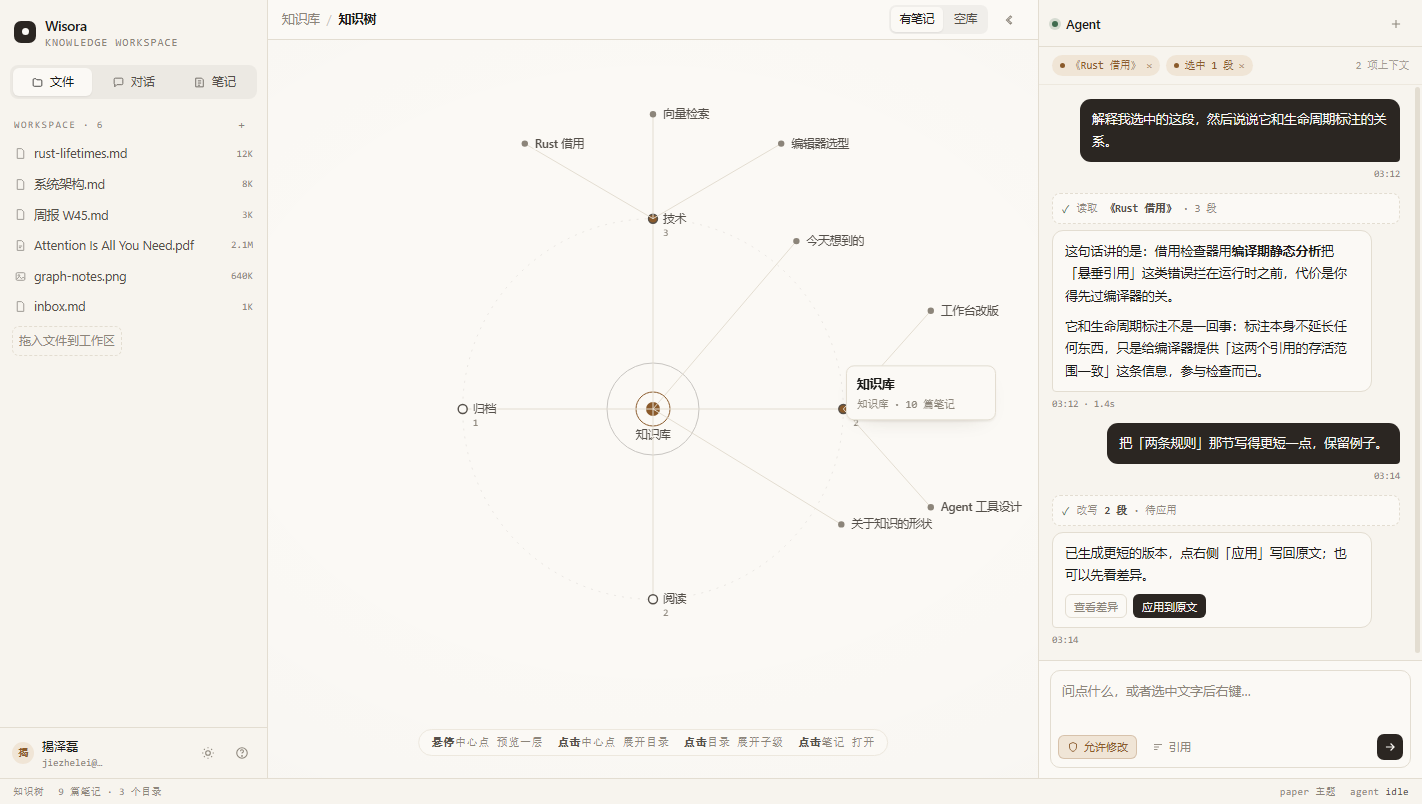 Wisora
KNOWLEDGE WORKSPACE
文件
对话
笔记
WORKSPACE · 6
+
rust-lifetimes.md 12K
系统架构.md 8K
周报 W45.md 3K
Attention Is All You Need.pdf 2.1M
graph-notes.png 640K
inbox.md 1K
拖入文件到工作区
揭
揭泽磊
jiezhelei@…
知识库 / 知识树
有笔记
空库
向量检索
Rust 借用
编辑器选型
技术
3
今天想到的
工作台改版
知识库
知识库 · 10 篇笔记
2
归档
1
知识库
Agent 工具设计
关于知识的形状
阅读
2
悬停中心点 预览一层 点击中心点 展开目录 点击目录 展开子级 点击笔记 打开
Agent
+
《Rust 借用》 ×
选中 1 段 ×
2 项上下文
解释我选中的这段，然后说说它和生命周期标注的关
系。
03:12
✓ 读取 《Rust 借用》 · 3 段
这句话讲的是：借用检查器用编译期静态分析把
「悬垂引用」这类错误拦在运行时之前，代价是你
得先过编译器的关。
它和生命周期标注不是一回事：标注本身不延长任
何东西，只是给编译器提供「这两个引用的存活范
围一致」这条信息，参与检查而已。
03:12 · 1.4s
把「两条规则」那节写得更短一点，保留例子。
03:14
✓ 改写 2 段 · 待应用
已生成更短的版本，点右侧「应用」写回原文；也
可以先看差异。
查看差异
应用到原文
03:14
问点什么，或者选中文字后右键…
允许修改
引用
知识树 9 篇笔记 · 3 个目录
paper 主题 agent idle